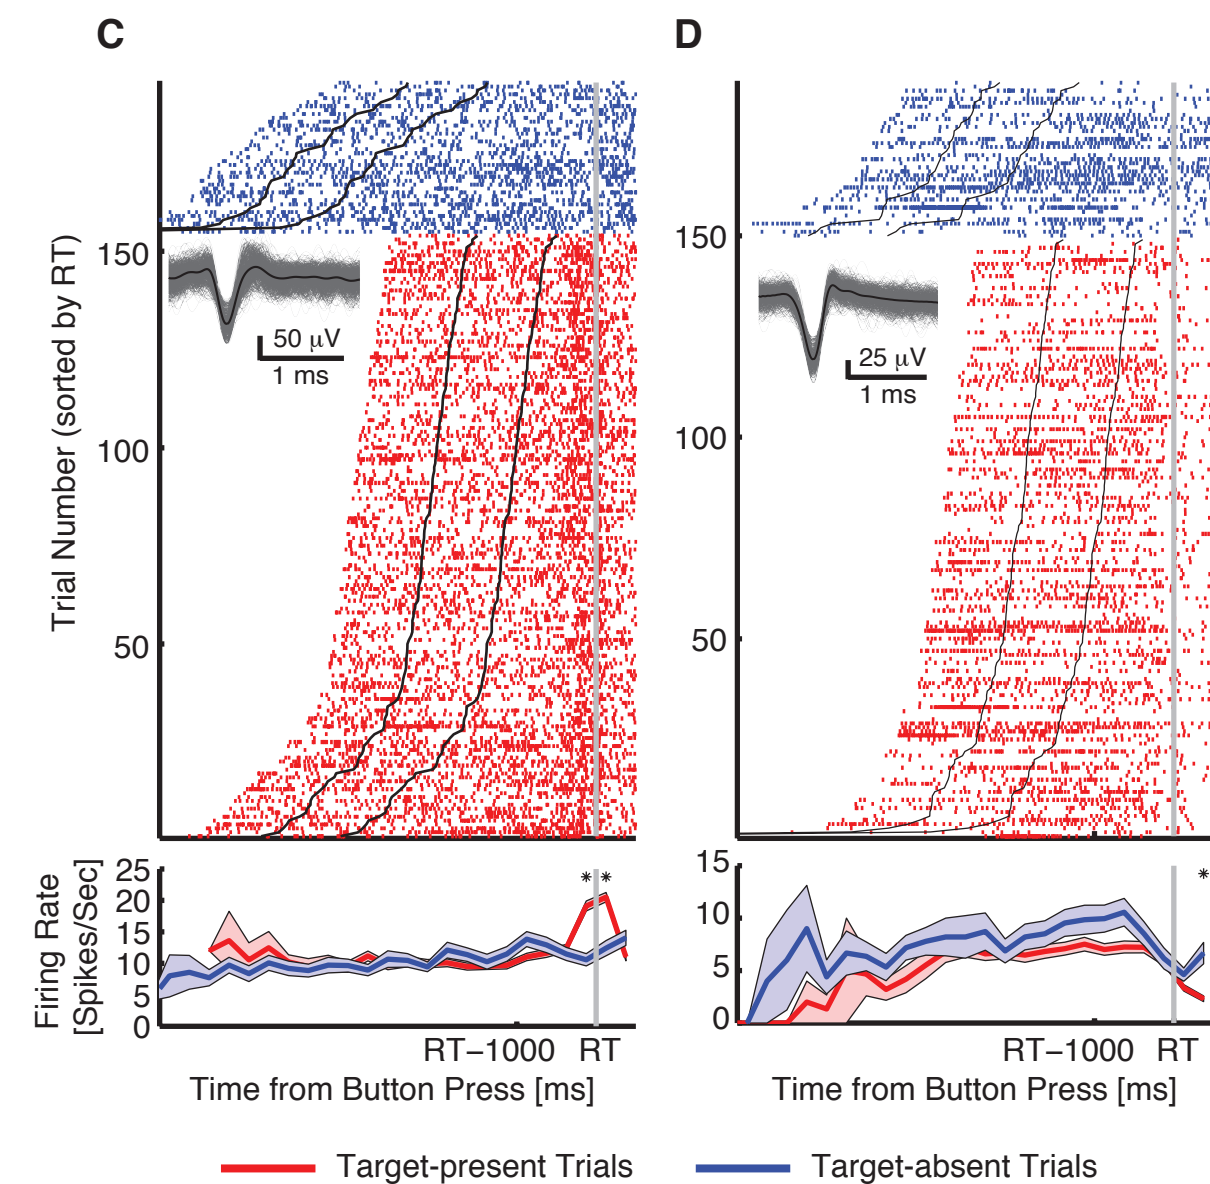 C
D
Trial Number (sorted by RT)
150
100
50
50 μV
1 ms
150
100
50
25 μV
1 ms
Firing Rate
[Spikes/Sec]
25
20
15
10
5
0
* *
RT−1000 RT
Time from Button Press [ms]
15
10
5
0
*
RT−1000 RT
Time from Button Press [ms]
Target-present Trials
Target-absent Trials